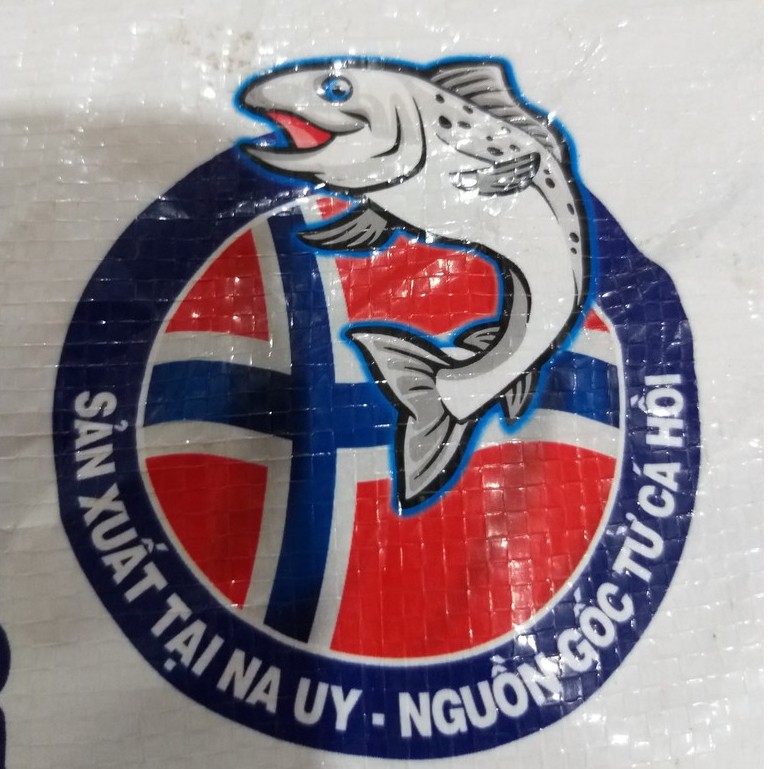 SẢN XUẤT TẠI NA UY - NGUỒN GỐC TỪ CÁ HỒI